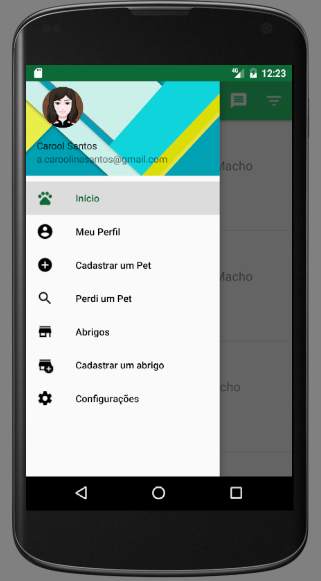 4G 12:23
Carool Santos
a.caroolinasantos@gmail.com
Início
Macho
Meu Perfil
Cadastrar um Pet
Macho
Perdi um Pet
Abrigos
Cadastrar um abrigo
Configurações